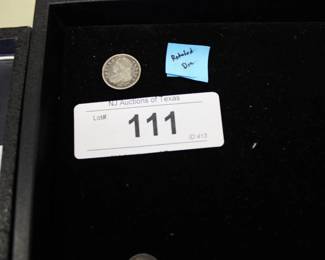 Rotated
Die
NJ Auctions of Texas
Lot#:
111
ID:413